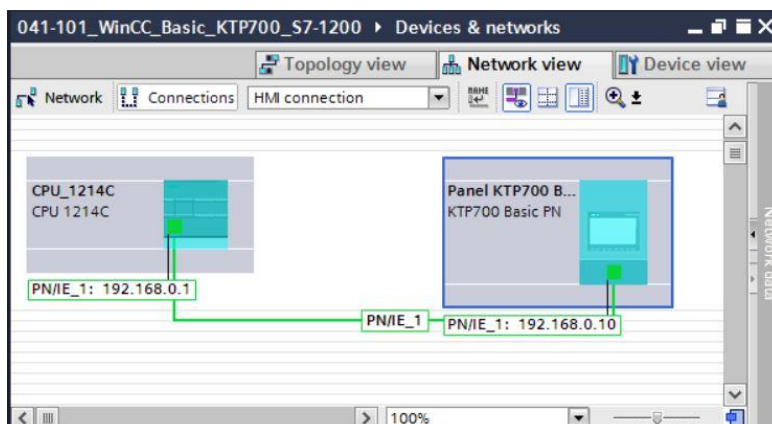 041-101_WinCC_Basic_KTP700_S7-1200 ▸ Devices & networks
Topology view Network view Device view
Network Connections HMI connection
CPU_1214C
CPU 1214C
Panel KTP700 B...
KTP700 Basic PN
PN/IE_1: 192.168.0.1
PN/IE_1
PN/IE_1: 192.168.0.10
Network data
100%